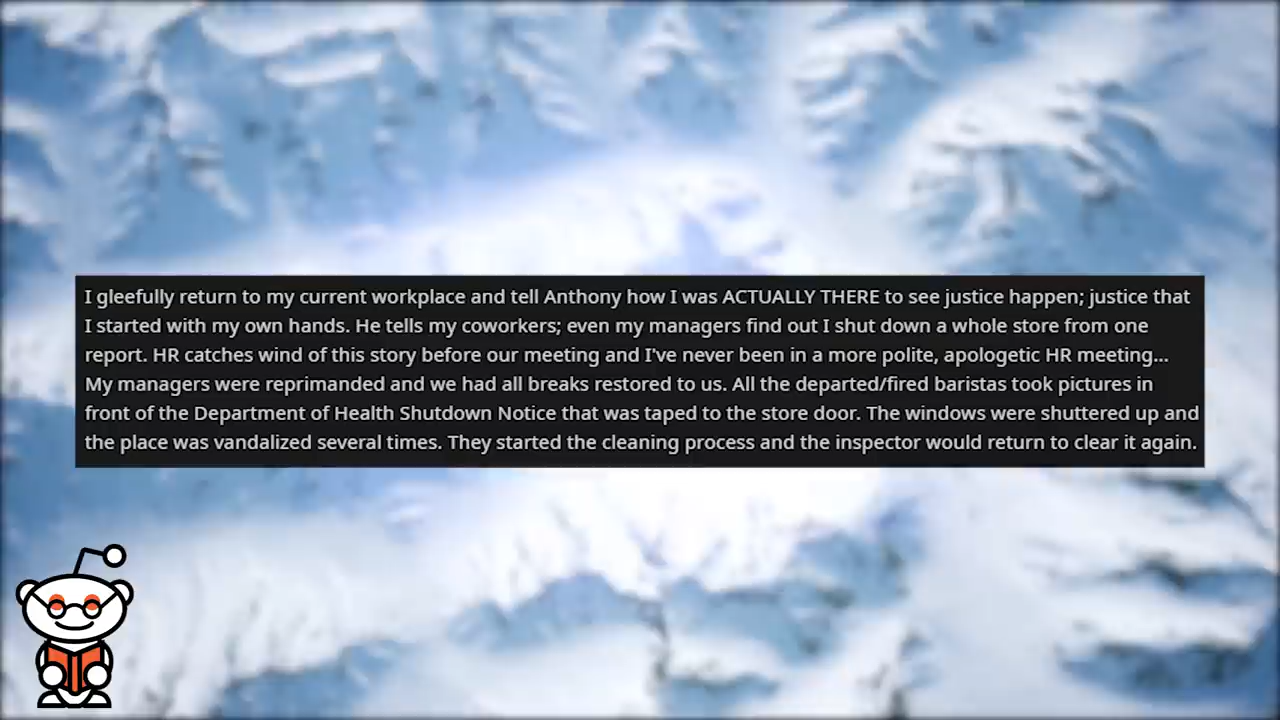 I gleefully return to my current workplace and tell Anthony how I was ACTUALLY THERE to see justice happen; justice that
I started with my own hands. He tells my coworkers; even my managers find out I shut down a whole store from one
report. HR catches wind of this story before our meeting and I've never been in a more polite, apologetic HR meeting...
My managers were reprimanded and we had all breaks restored to us. All the departed/fired baristas took pictures in
front of the Department of Health Shutdown Notice that was taped to the store door. The windows were shuttered up and
the place was vandalized several times. They started the cleaning process and the inspector would return to clear it again.